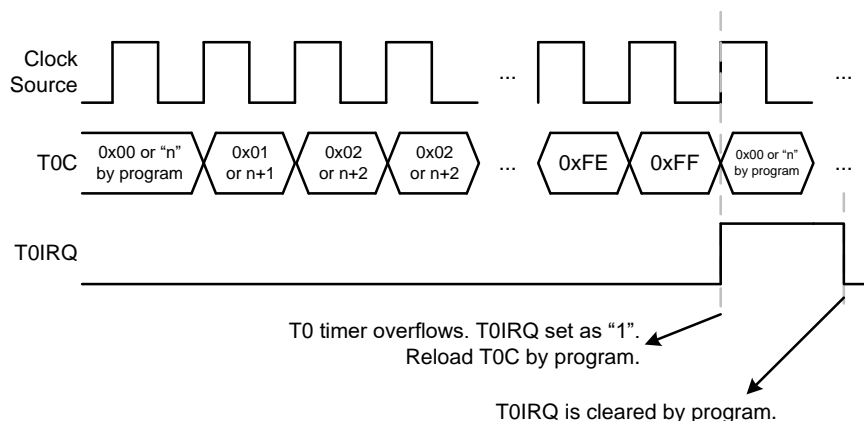 Clock
Source
...
...
T0C
0x00 or “n”
by program
0x01
or n+1
0x02
or n+2
0x02
or n+2
...
0xFE
0xFF
0x00 or “n”
by program
...
T0IRQ
T0 timer overflows. T0IRQ set as “1”.
Reload T0C by program.
T0IRQ is cleared by program.